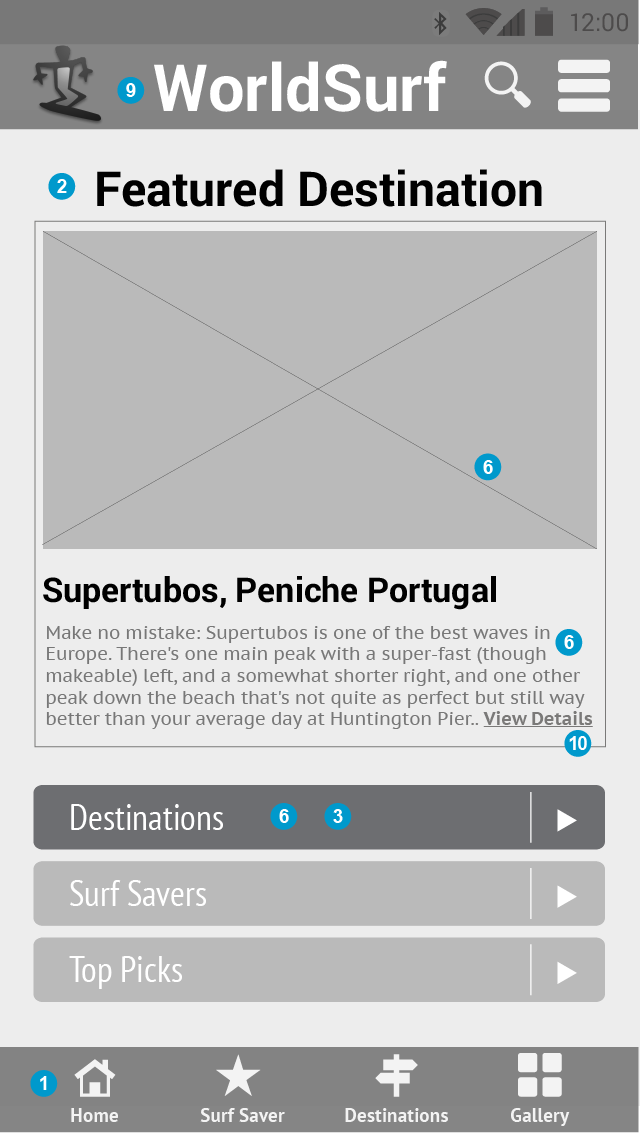 12:00
9 WorldSurf
2 Featured Destination
6
Supertubos, Peniche Portugal
Make no mistake: Supertubos is one of the best waves in 6
Europe. There's one main peak with a super-fast (though
makeable) left, and a somewhat shorter right, and one other
peak down the beach that's not quite as perfect but still way
better than your average day at Huntington Pier.. View Details
10
Destinations 6 3
Surf Savers
Top Picks
1
Home Surf Saver Destinations Gallery